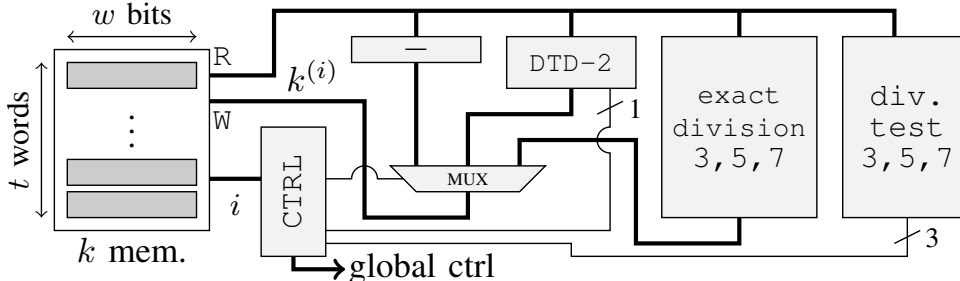 w bits
R
—
DTD-2
k^{(i)}
W
1
t words
⋮
exact
division
3,5,7
div.
test
3,5,7
MUX
CTRL
i
3
k mem.
global ctrl